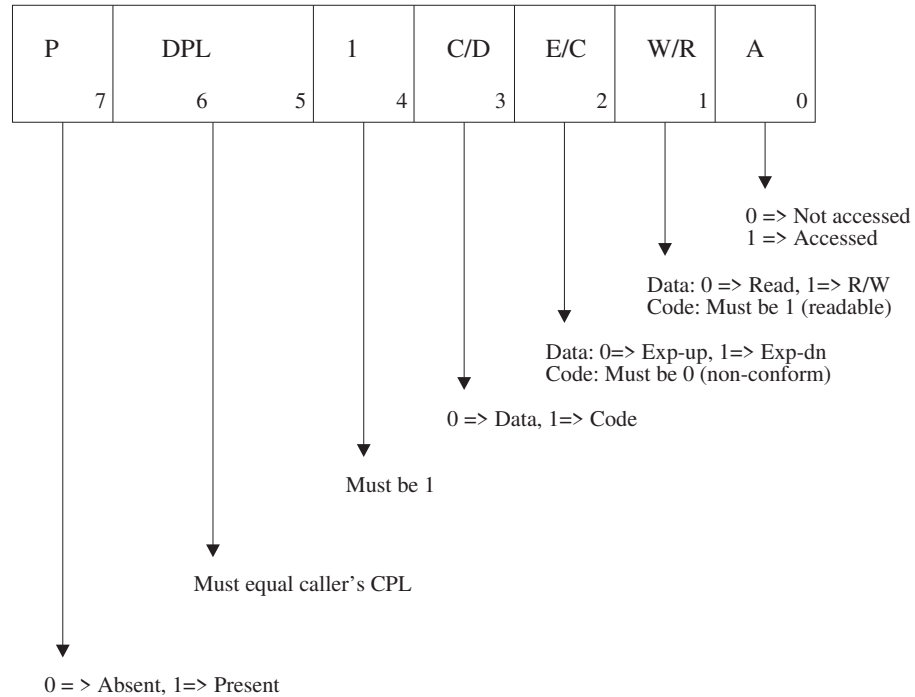 P DPL 1 C/D E/C W/R A
7 6 5 4 3 2 1 0
0 => Not accessed
1 => Accessed
Data: 0 => Read, 1=> R/W
Code: Must be 1 (readable)
Data: 0=> Exp-up, 1=> Exp-dn
Code: Must be 0 (non-conform)
0 => Data, 1=> Code
Must be 1
Must equal caller's CPL
0 = > Absent, 1=> Present